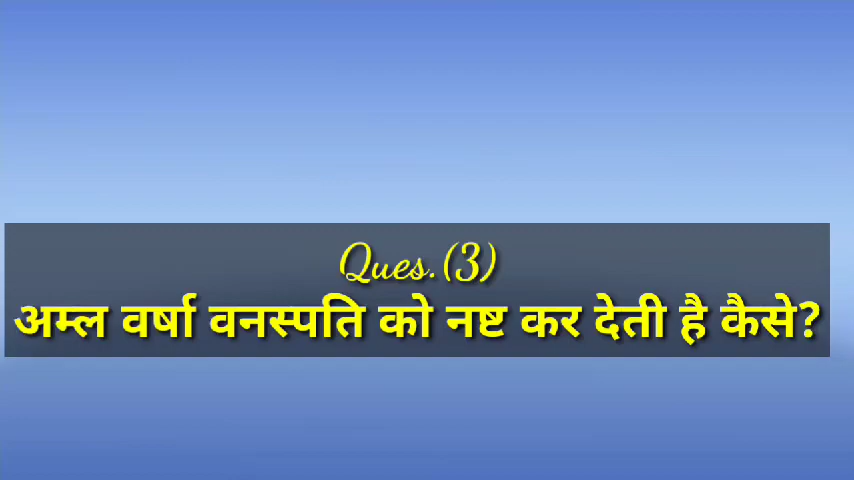 Ques.(3)
अम्ल वर्षा वनस्पति को नष्ट कर देती है कैसे?